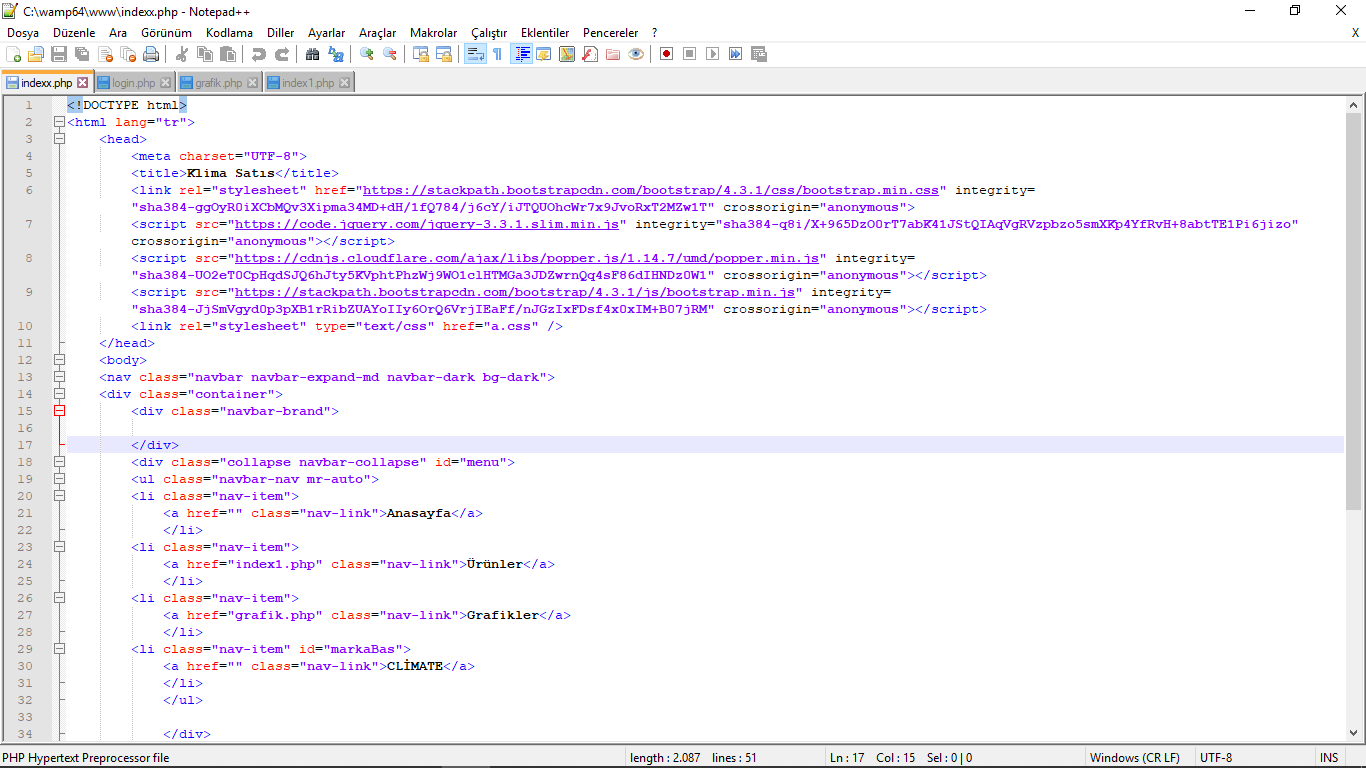 C:\wamp64\www\indexx.php - Notepad++
Dosya Düzenle Ara Görünüm Kodlama Diller Ayarlar Araçlar Makrolar Çalıştır Eklentiler Pencereler ? X
indexx.php login.php grafik.php index1.php
1 <!DOCTYPE html>
2 <html lang="tr">
3 <head>
4 <meta charset="UTF-8">
5 <title>Klima Satıs</title>
6 <link rel="stylesheet" href="https://stackpath.bootstrapcdn.com/bootstrap/4.3.1/css/bootstrap.min.css" integrity=
"sha384-ggOyR0iXCbMQv3Xipma34MD+dH/1fQ784/j6cY/iJTQUOhcWr7x9JvoRxT2MZw1T" crossorigin="anonymous">
7 <script src="https://code.jquery.com/jquery-3.3.1.slim.min.js" integrity="sha384-q8i/X+965DzO0rT7abK41JStQIAqVgRVzpbzo5smXKp4YfRvH+8abtTE1Pi6jizo"
crossorigin="anonymous"></script>
8 <script src="https://cdnjs.cloudflare.com/ajax/libs/popper.js/1.14.7/umd/popper.min.js" integrity=
"sha384-UO2eT0CpHqdSJQ6hJty5KVphtPhzWj9WO1clHTMGa3JDZwrnQq4sF86dIHNDz0W1" crossorigin="anonymous"></script>
9 <script src="https://stackpath.bootstrapcdn.com/bootstrap/4.3.1/js/bootstrap.min.js" integrity=
"sha384-JjSmVgyd0p3pXB1rRibZUAYoIIy6OrQ6VrjIEaFf/nJGzIxFDsf4x0xIM+B07jRM" crossorigin="anonymous"></script>
10 <link rel="stylesheet" type="text/css" href="a.css" />
11 </head>
12 <body>
13 <nav class="navbar navbar-expand-md navbar-dark bg-dark">
14 <div class="container">
15 <div class="navbar-brand">
16
17 </div>
18 <div class="collapse navbar-collapse" id="menu">
19 <ul class="navbar-nav mr-auto">
20 <li class="nav-item">
21 <a href="" class="nav-link">Anasayfa</a>
22 </li>
23 <li class="nav-item">
24 <a href="index1.php" class="nav-link">Ürünler</a>
25 </li>
26 <li class="nav-item">
27 <a href="grafik.php" class="nav-link">Grafikler</a>
28 </li>
29 <li class="nav-item" id="markaBas">
30 <a href="" class="nav-link">CLİMATE</a>
31 </li>
32 </ul>
33
34 </div>
PHP Hypertext Preprocessor file length : 2.087 lines : 51 Ln : 17 Col : 15 Sel : 0 | 0 Windows (CR LF) UTF-8 INS